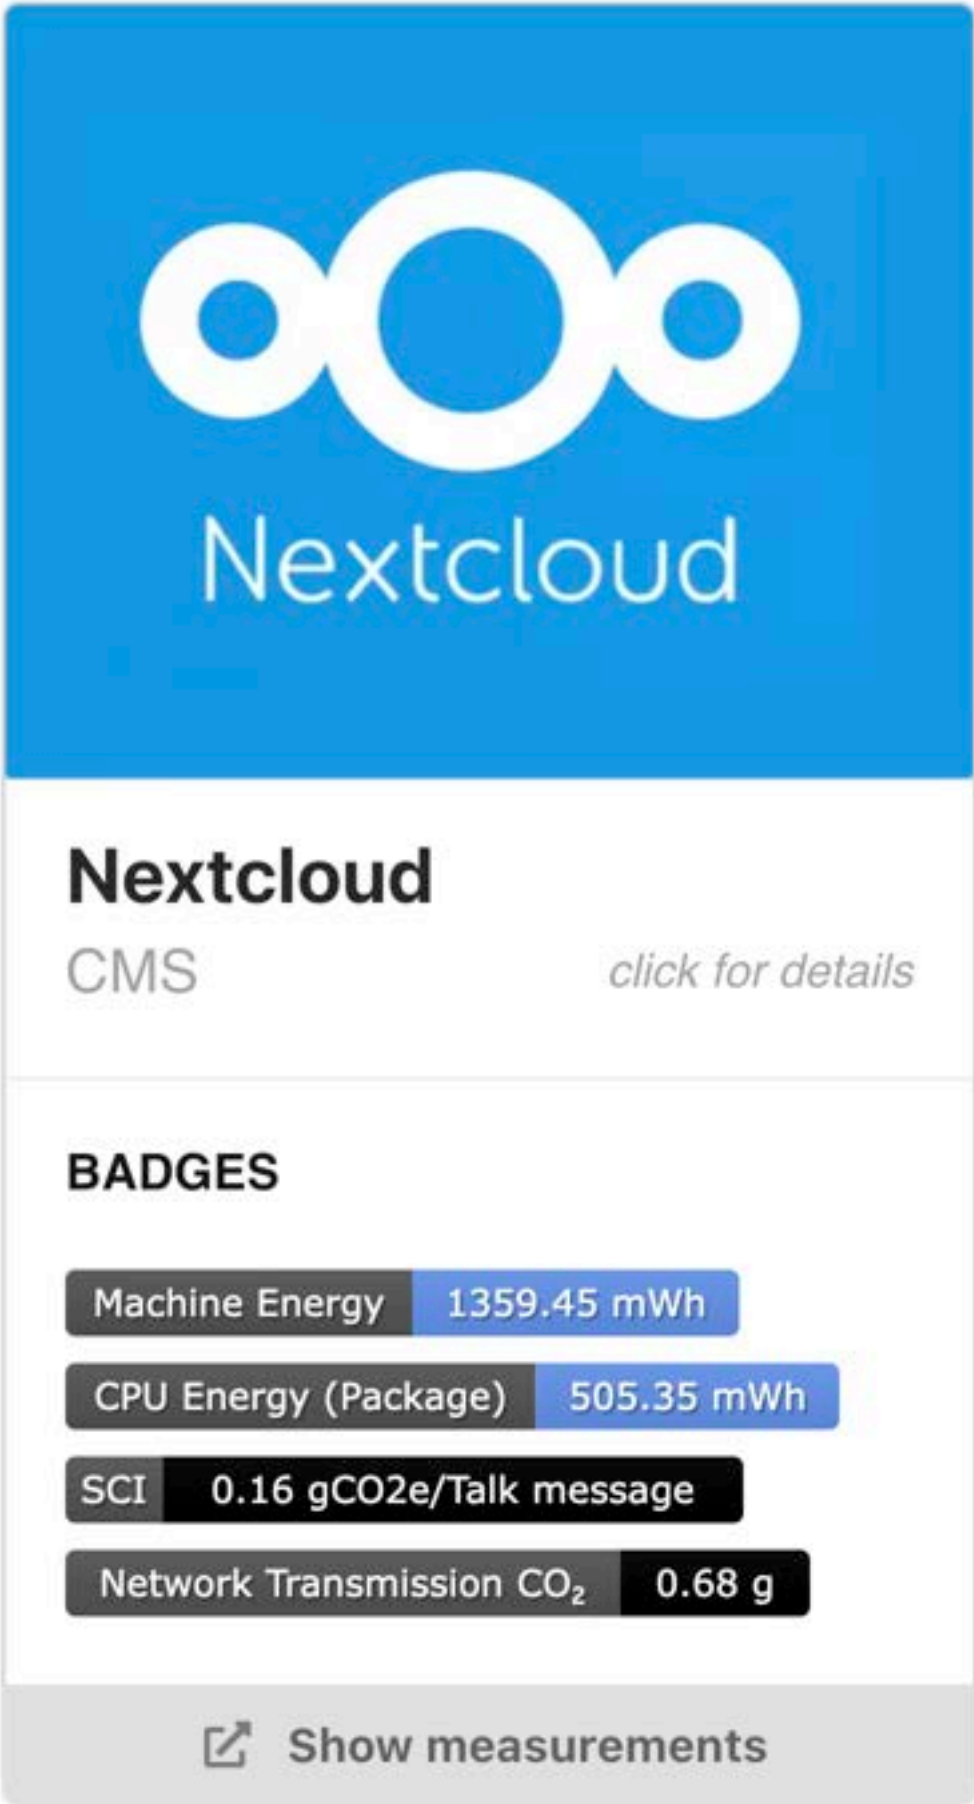 Nextcloud
Nextcloud
CMS
click for details
BADGES
Machine Energy 1359.45 mWh
CPU Energy (Package) 505.35 mWh
SCI 0.16 gCO2e/Talk message
Network Transmission CO₂ 0.68 g
Show measurements